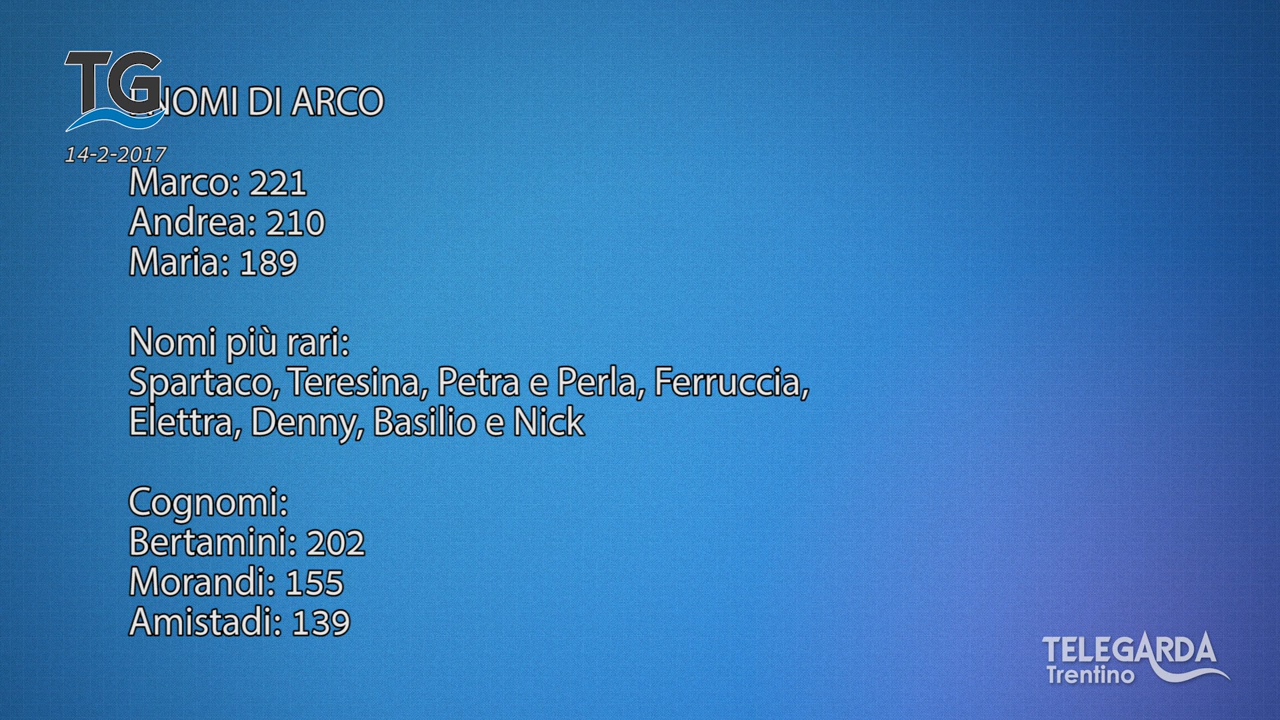 TG
I NOMI DI ARCO
14-2-2017
Marco: 221
Andrea: 210
Maria: 189
Nomi più rari:
Spartaco, Teresina, Petra e Perla, Ferruccia,
Elettra, Denny, Basilio e Nick
Cognomi:
Bertamini: 202
Morandi: 155
Amistadi: 139
TELEGARDA
Trentino